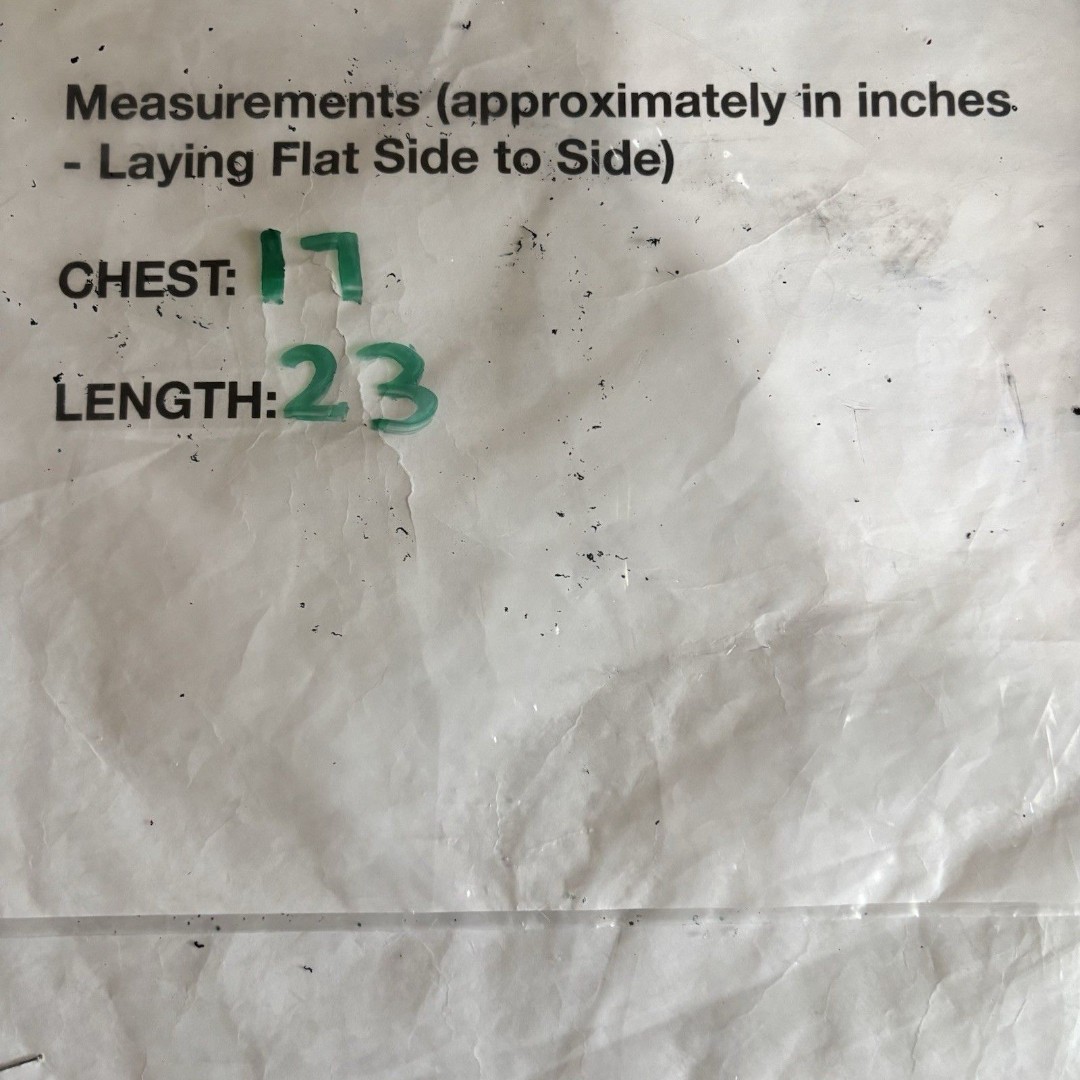 Measurements (approximately in inches
- Laying Flat Side to Side)
CHEST: 17
LENGTH: 23